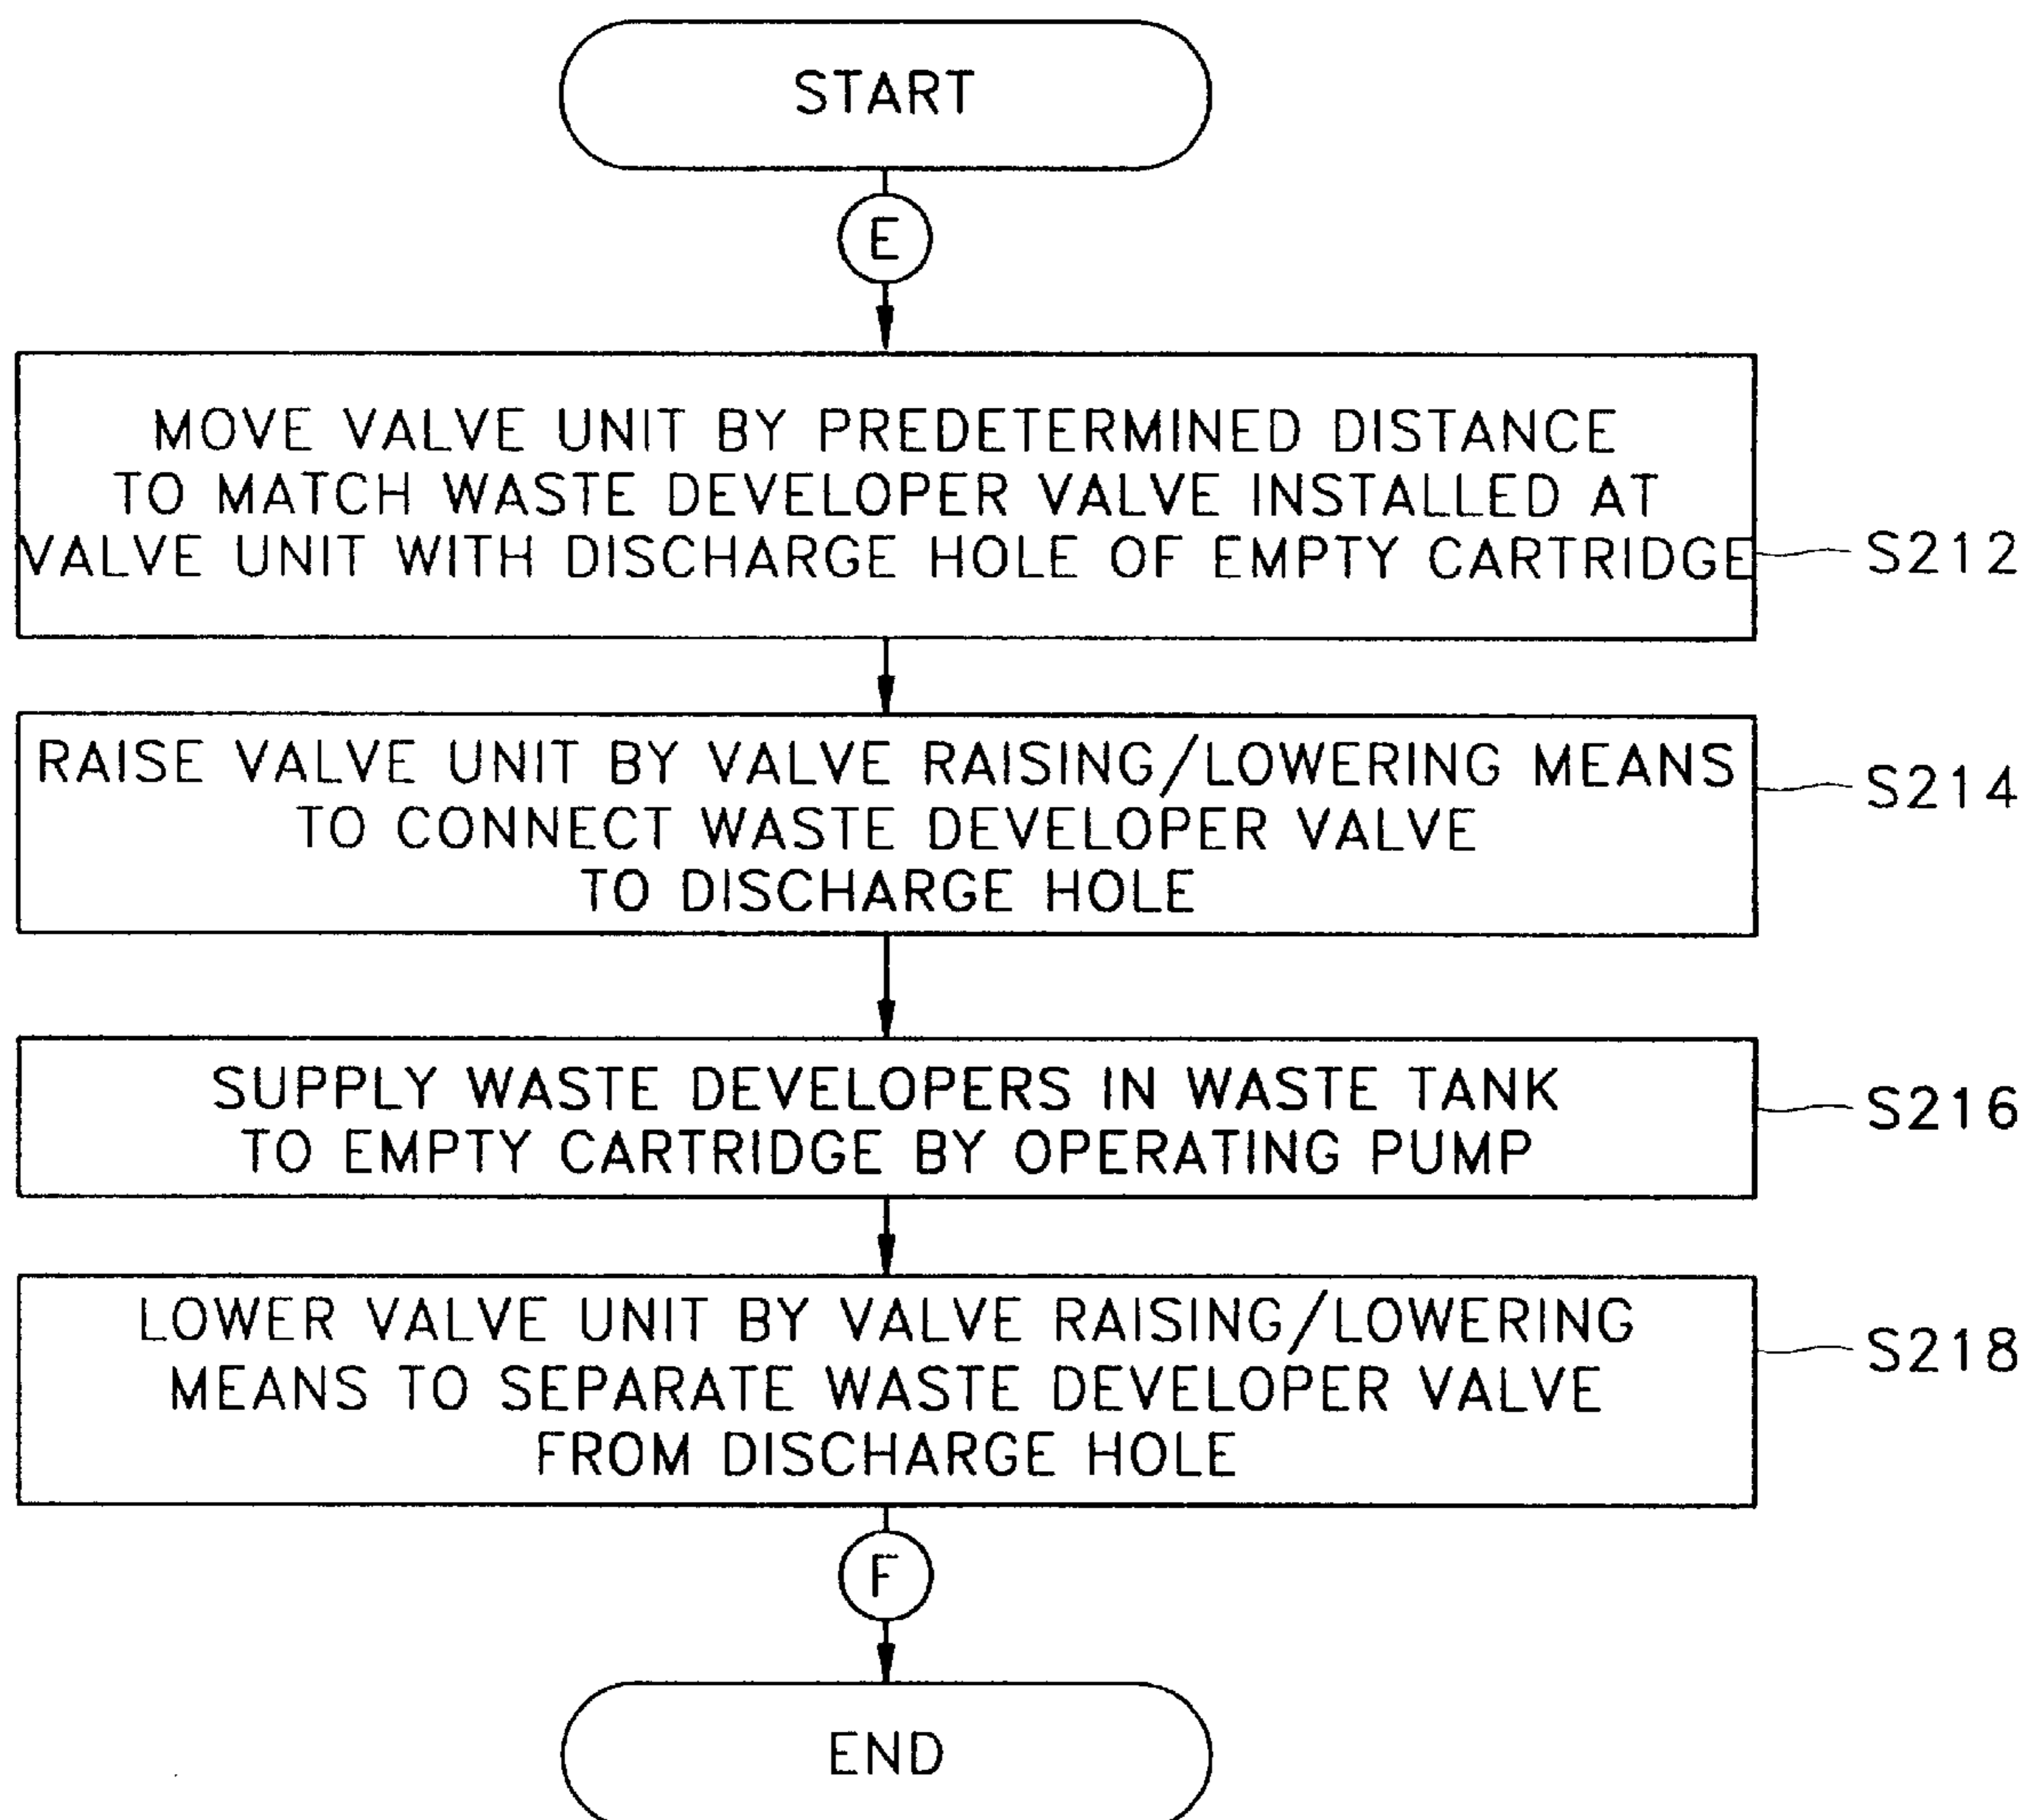 START
E
MOVE VALVE UNIT BY PREDETERMINED DISTANCE
TO MATCH WASTE DEVELOPER VALVE INSTALLED AT
VALVE UNIT WITH DISCHARGE HOLE OF EMPTY CARTRIDGE
S212
RAISE VALVE UNIT BY VALVE RAISING/LOWERING MEANS
TO CONNECT WASTE DEVELOPER VALVE
TO DISCHARGE HOLE
S214
SUPPLY WASTE DEVELOPERS IN WASTE TANK
TO EMPTY CARTRIDGE BY OPERATING PUMP
S216
LOWER VALVE UNIT BY VALVE RAISING/LOWERING
MEANS TO SEPARATE WASTE DEVELOPER VALVE
FROM DISCHARGE HOLE
S218
F
END